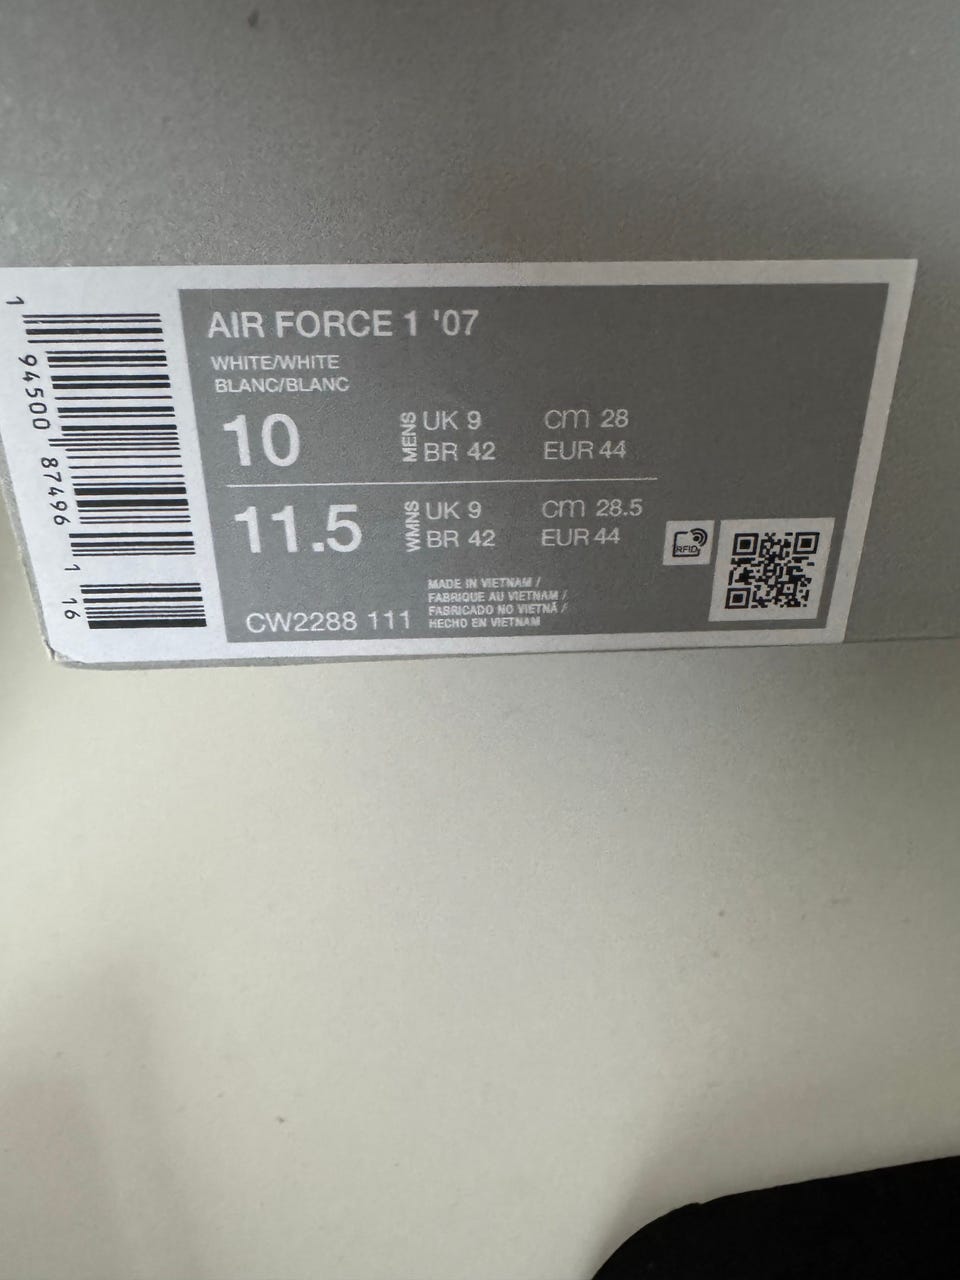 AIR FORCE 1 '07
WHITE/WHITE
BLANC/BLANC
10 MENS UK 9 cm 28
BR 42 EUR 44
11.5 WMNS UK 9 cm 28.5
BR 42 EUR 44
RFID
MADE IN VIETNAM /
FABRIQUE AU VIETNAM /
FABRICADO NO VIETNÃ /
HECHO EN VIETNAM
CW2288 111
1 94500 87496 1 16